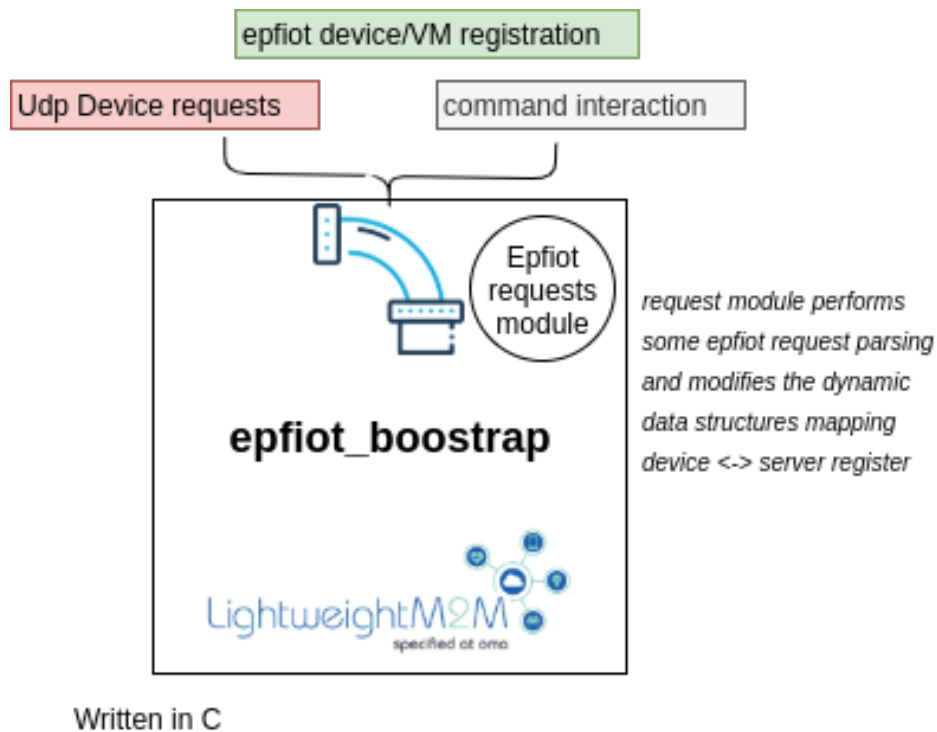 epfiot device/VM registration
Udp Device requests
command interaction
Epfiot
requests
module
request module performs
some epfiot request parsing
and modifies the dynamic
data structures mapping
device <-> server register
epfiot_boostrap
LightweightM2M
specified at oma
Written in C